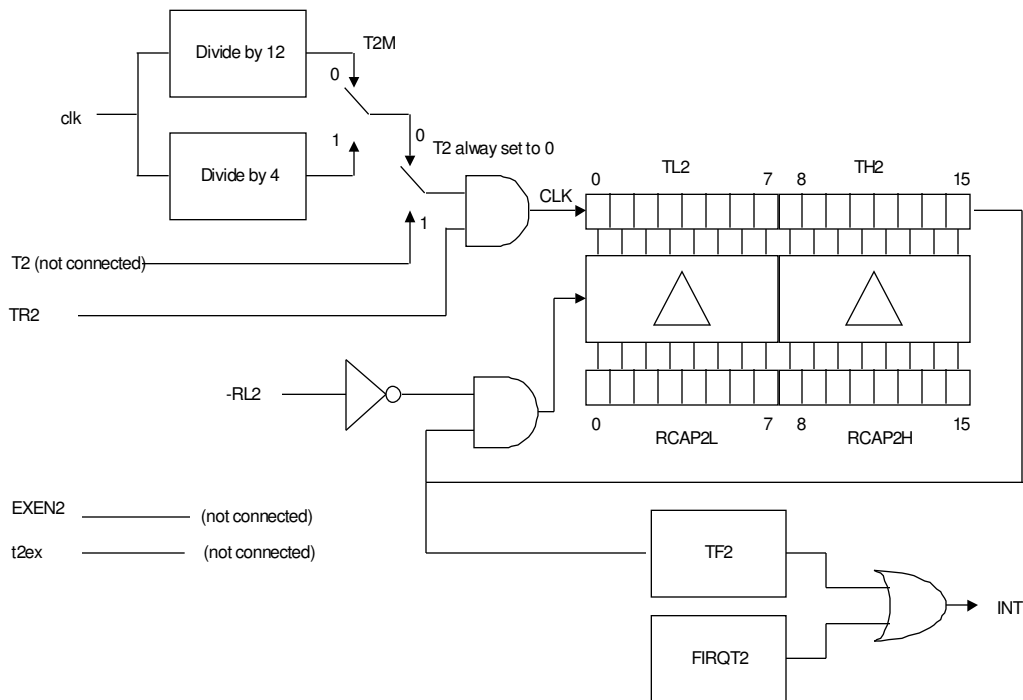 Divide by 12
T2M
0
clk
1
0
T2 alway set to 0
Divide by 4
1
CLK
0 TL2 7 8 TH2 15
T2 (not connected)
TR2
-RL2
0 7 8 15
RCAP2L RCAP2H
EXEN2 (not connected)
t2ex (not connected)
TF2
INT
FIRQT2